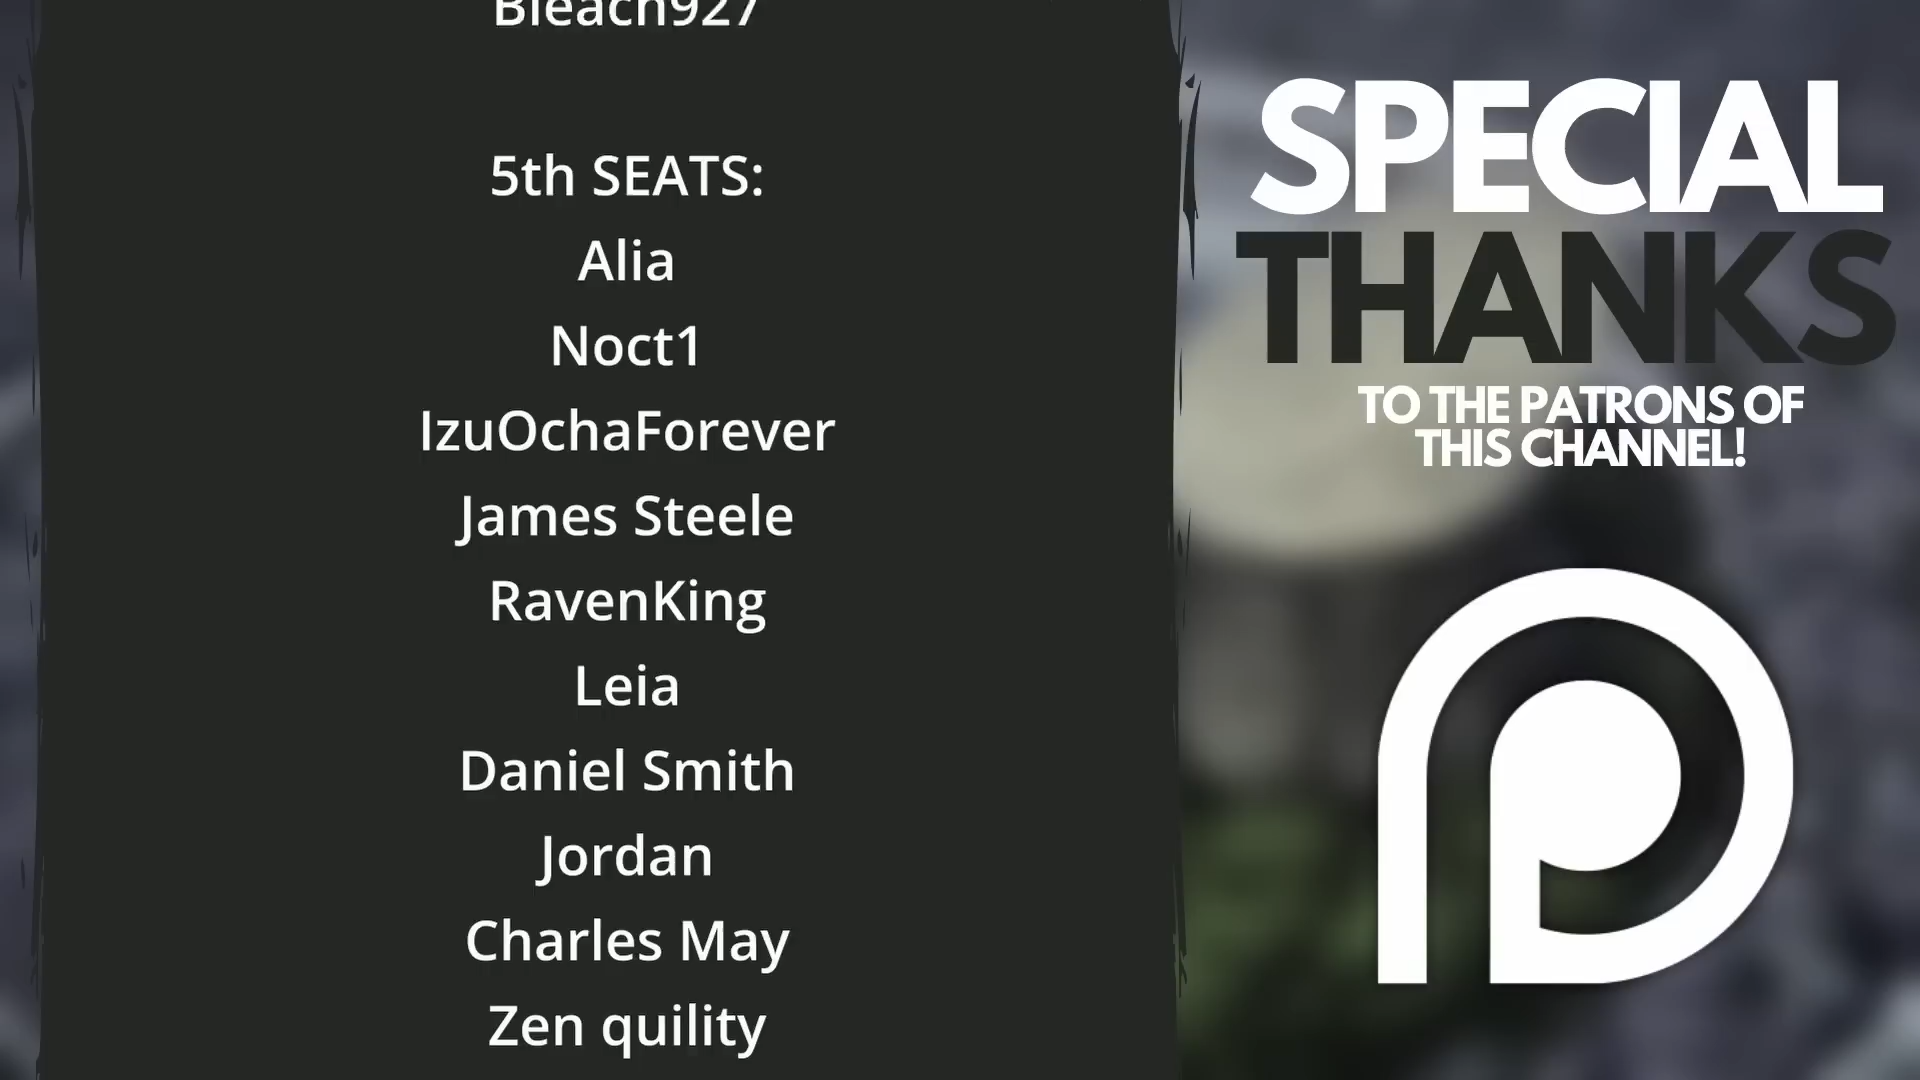 Bleach927
5th SEATS:
Alia
Noct1
IzuOchaForever
James Steele
RavenKing
Leia
Daniel Smith
Jordan
Charles May
Zen quility
SPECIAL
THANKS
TO THE PATRONS OF
THIS CHANNEL!